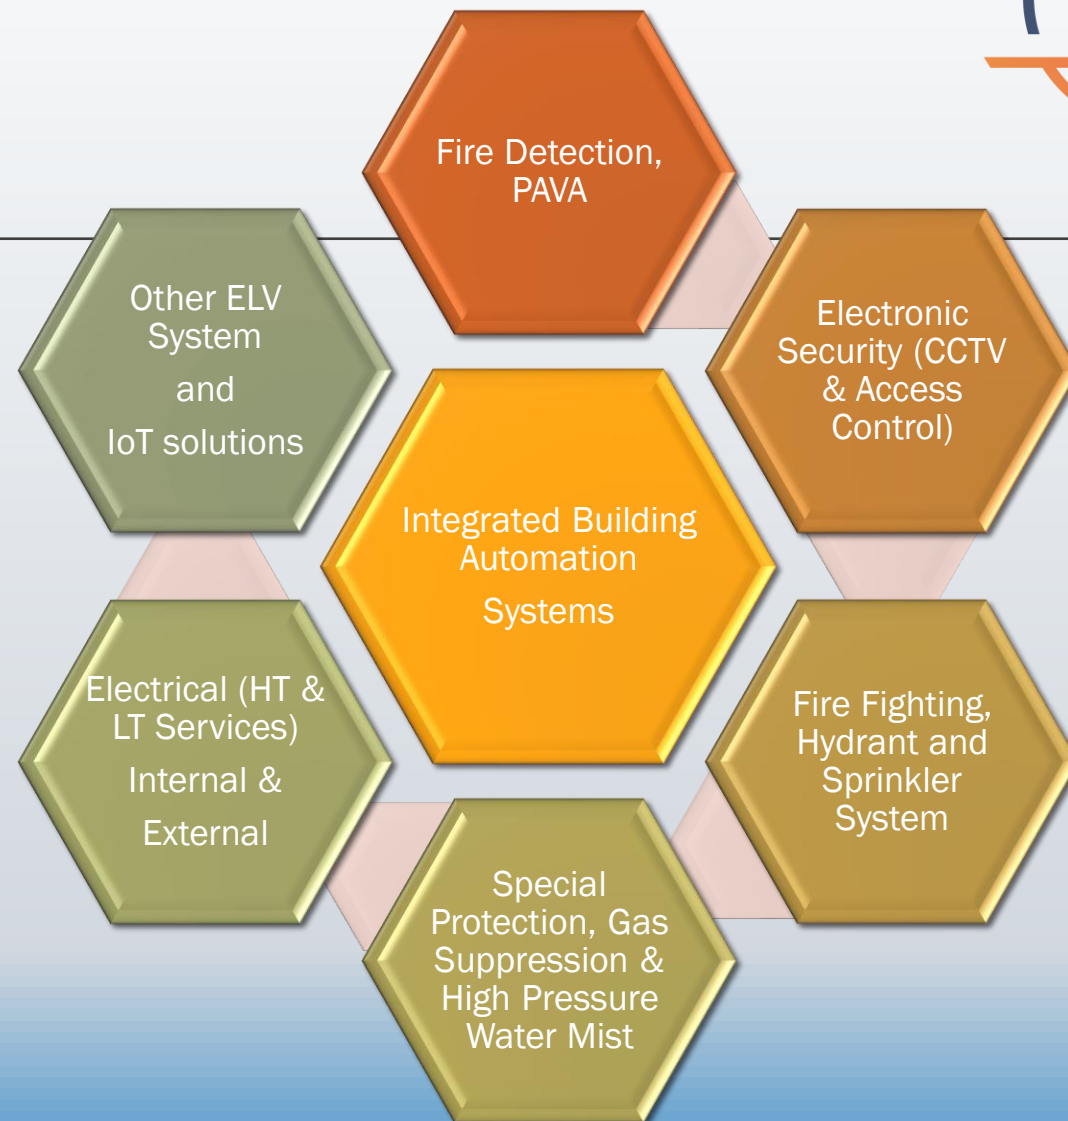 Fire Detection,
PAVA
Electronic
Security (CCTV
& Access
Control)
Fire Fighting,
Hydrant and
Sprinkler
System
Special
Protection, Gas
Suppression &
High Pressure
Water Mist
Electrical (HT &
LT Services)
Internal &
External
Other ELV
System
and
IoT solutions
Integrated Building
Automation
Systems